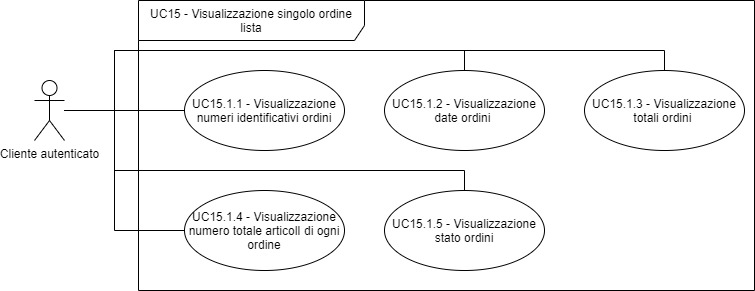 UC15 - Visualizzazione singolo ordine
lista
UC15.1.1 - Visualizzazione
numeri identificativi ordini
UC15.1.2 - Visualizzazione
date ordini
UC15.1.3 - Visualizzazione
totali ordini
Cliente autenticato
UC15.1.4 - Visualizzazione
numero totale articoll di ogni
ordine
UC15.1.5 - Visualizzazione
stato ordini